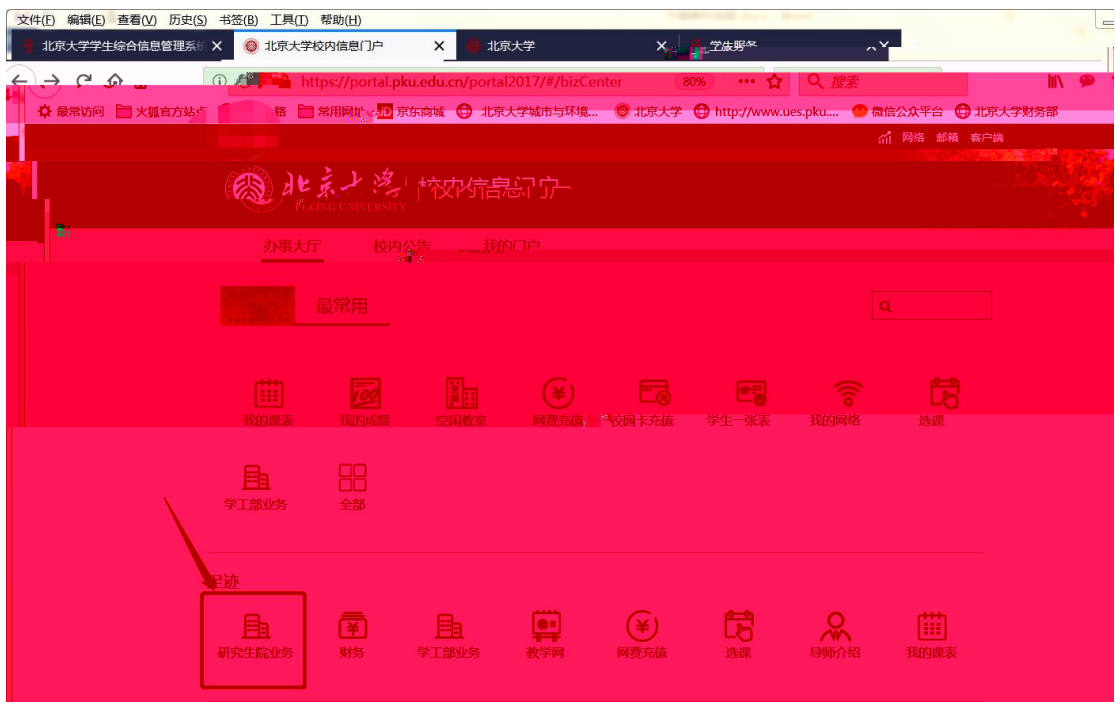 文件(F) 编辑(E) 查看(V) 历史(S) 书签(B) 工具(T) 帮助(H)
北京大学学生综合信息管理系 北京大学校内信息门户 北京大学
https://portal.pku.edu.cn/portal2017/#/bizCenter 80% 搜索
最常访问 火狐官方站点 常用网址 JD 京东商城 北京大学城市与环境... 北京大学 http://www.ues.pku.... 微信公众平台 北京大学财务部
网络 邮箱 客户端
北京大学 校内信息门户
PEKING UNIVERSITY
办事大厅 校内公告 我的门户
最常用
我的课表 我的成绩 空闲教室 网费充值 校园卡充值 学生一张表 我的网络 选课
学工部业务 全部
足迹
研究生院业务 财务 学工部业务 教学网 网费充值 选课 导师介绍 我的课表